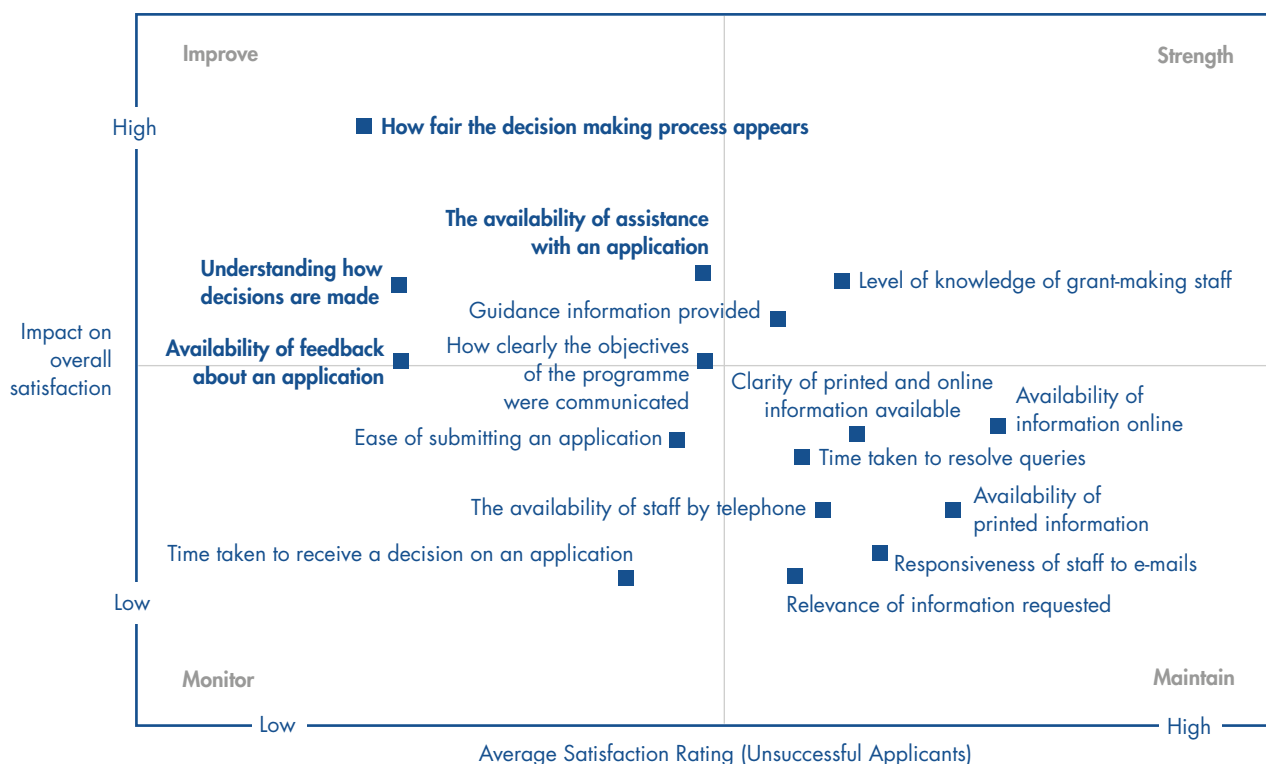 Improve
Strength
High
How fair the decision making process appears
The availability of assistance
with an application
Understanding how
decisions are made
Level of knowledge of grant-making staff
Guidance information provided
Impact on
overall
satisfaction
Availability of feedback
about an application
How clearly the objectives
of the programme
were communicated
Clarity of printed and online
information available
Availability of
information online
Ease of submitting an application
Time taken to resolve queries
The availability of staff by telephone
Availability of
printed information
Time taken to receive a decision on an application
Responsiveness of staff to e-mails
Low
Relevance of information requested
Monitor
Maintain
Low
High
Average Satisfaction Rating (Unsuccessful Applicants)